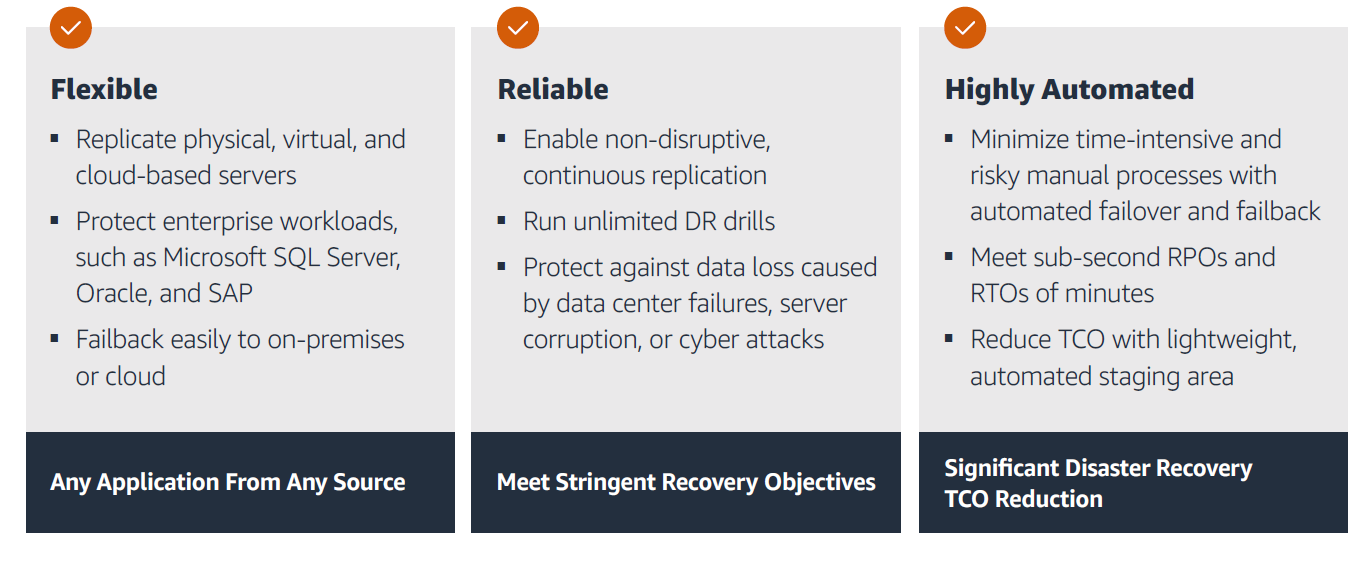 Flexible
▪ Replicate physical, virtual, and
cloud-based servers
▪ Protect enterprise workloads,
such as Microsoft SQL Server,
Oracle, and SAP
▪ Failback easily to on-premises
or cloud
Any Application From Any Source
Reliable
▪ Enable non-disruptive,
continuous replication
▪ Run unlimited DR drills
▪ Protect against data loss caused
by data center failures, server
corruption, or cyber attacks
Meet Stringent Recovery Objectives
Highly Automated
▪ Minimize time-intensive and
risky manual processes with
automated failover and failback
▪ Meet sub-second RPOs and
RTOs of minutes
▪ Reduce TCO with lightweight,
automated staging area
Significant Disaster Recovery
TCO Reduction